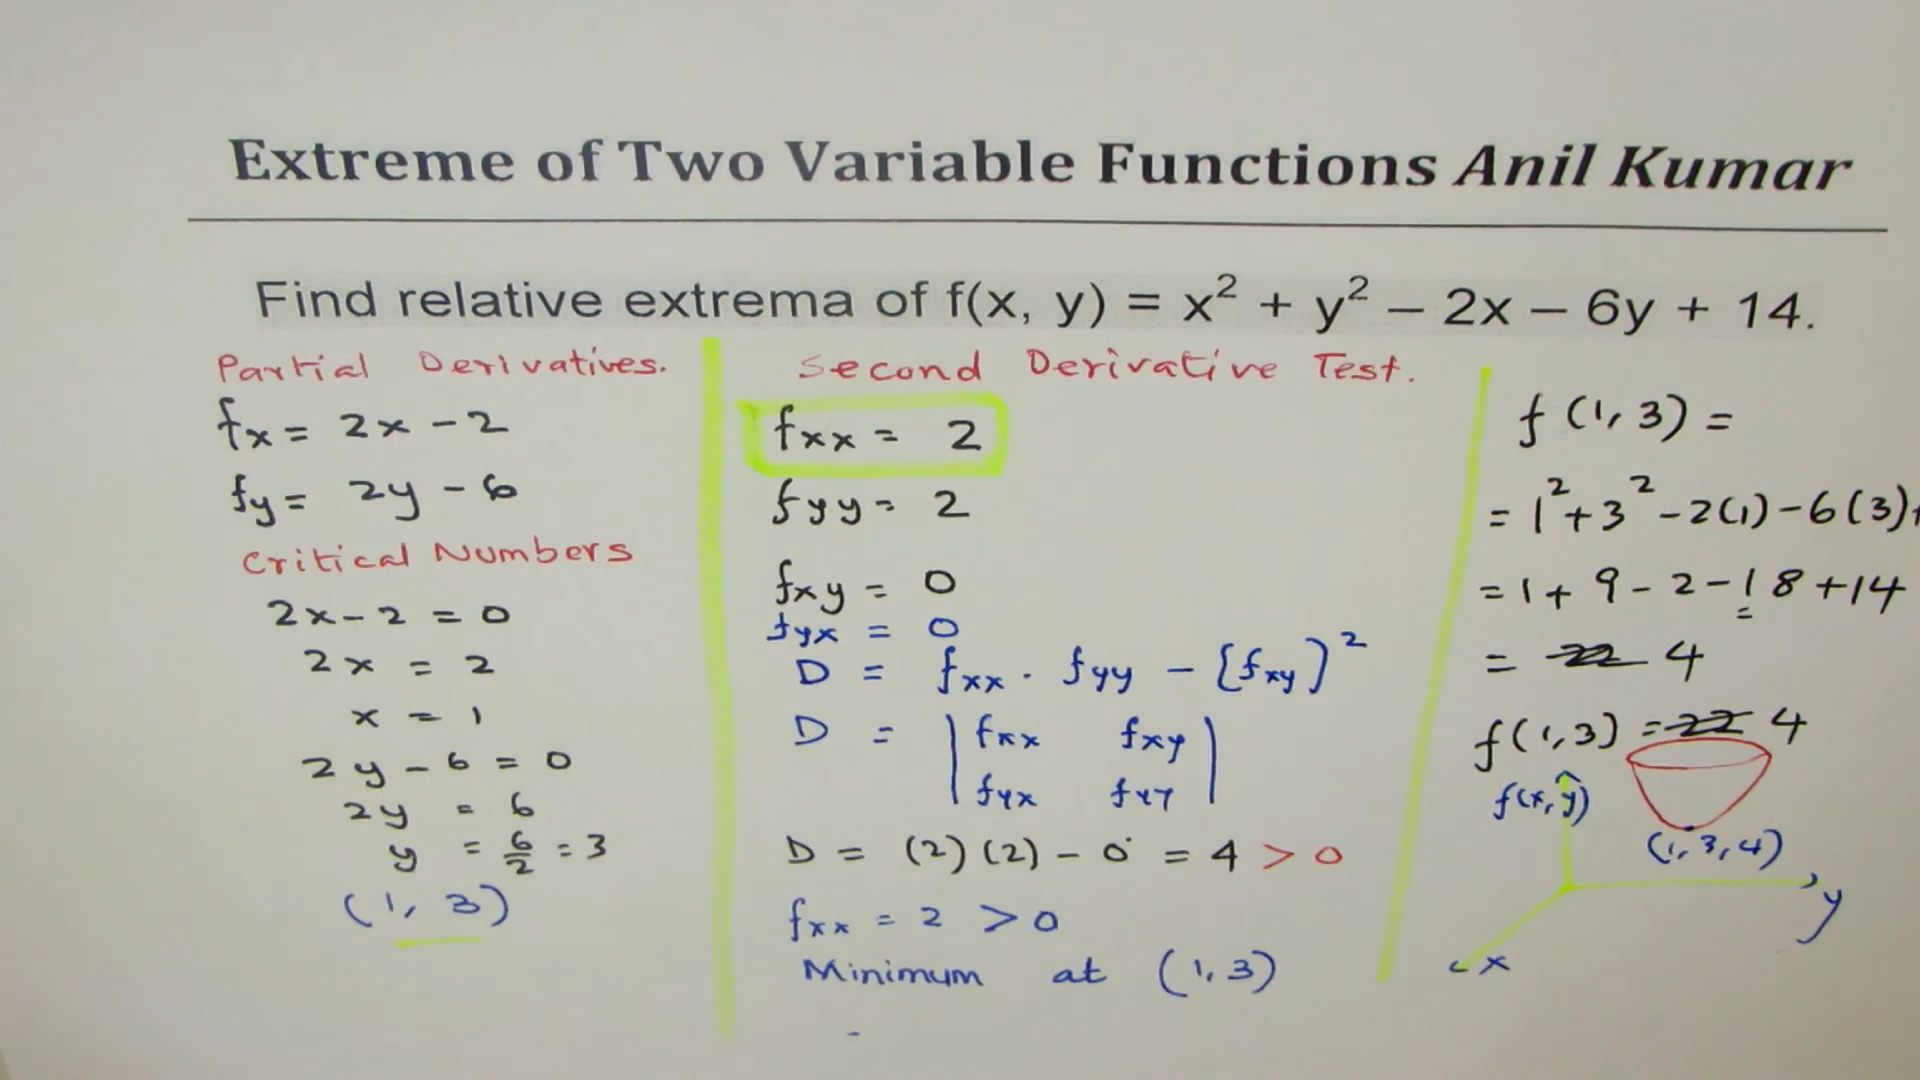 Extreme of Two Variable Functions Anil Kumar
Find relative extrema of f(x, y) = x² + y² – 2x – 6y + 14.
Partial Derivatives.
fx = 2x - 2
fy = 2y - 6
Critical Numbers
2x - 2 = 0
2x = 2
x = 1
2y - 6 = 0
2y = 6
y = 6/2 = 3
(1, 3)
Second Derivative Test.
fxx = 2
fyy = 2
fxy = 0
fyx = 0
D = fxx . fyy - [fxy]²
D = | fxx fxy |
| fyx fyy |
D = (2)(2) - 0 = 4 > 0
fxx = 2 > 0
Minimum at (1, 3)
f(1, 3) =
= 1² + 3² - 2(1) - 6(3) +
= 1 + 9 - 2 - 18 + 14
= 22 4
f(1, 3) = 22 4
f(x, y)
(1, 3, 4)
y
x